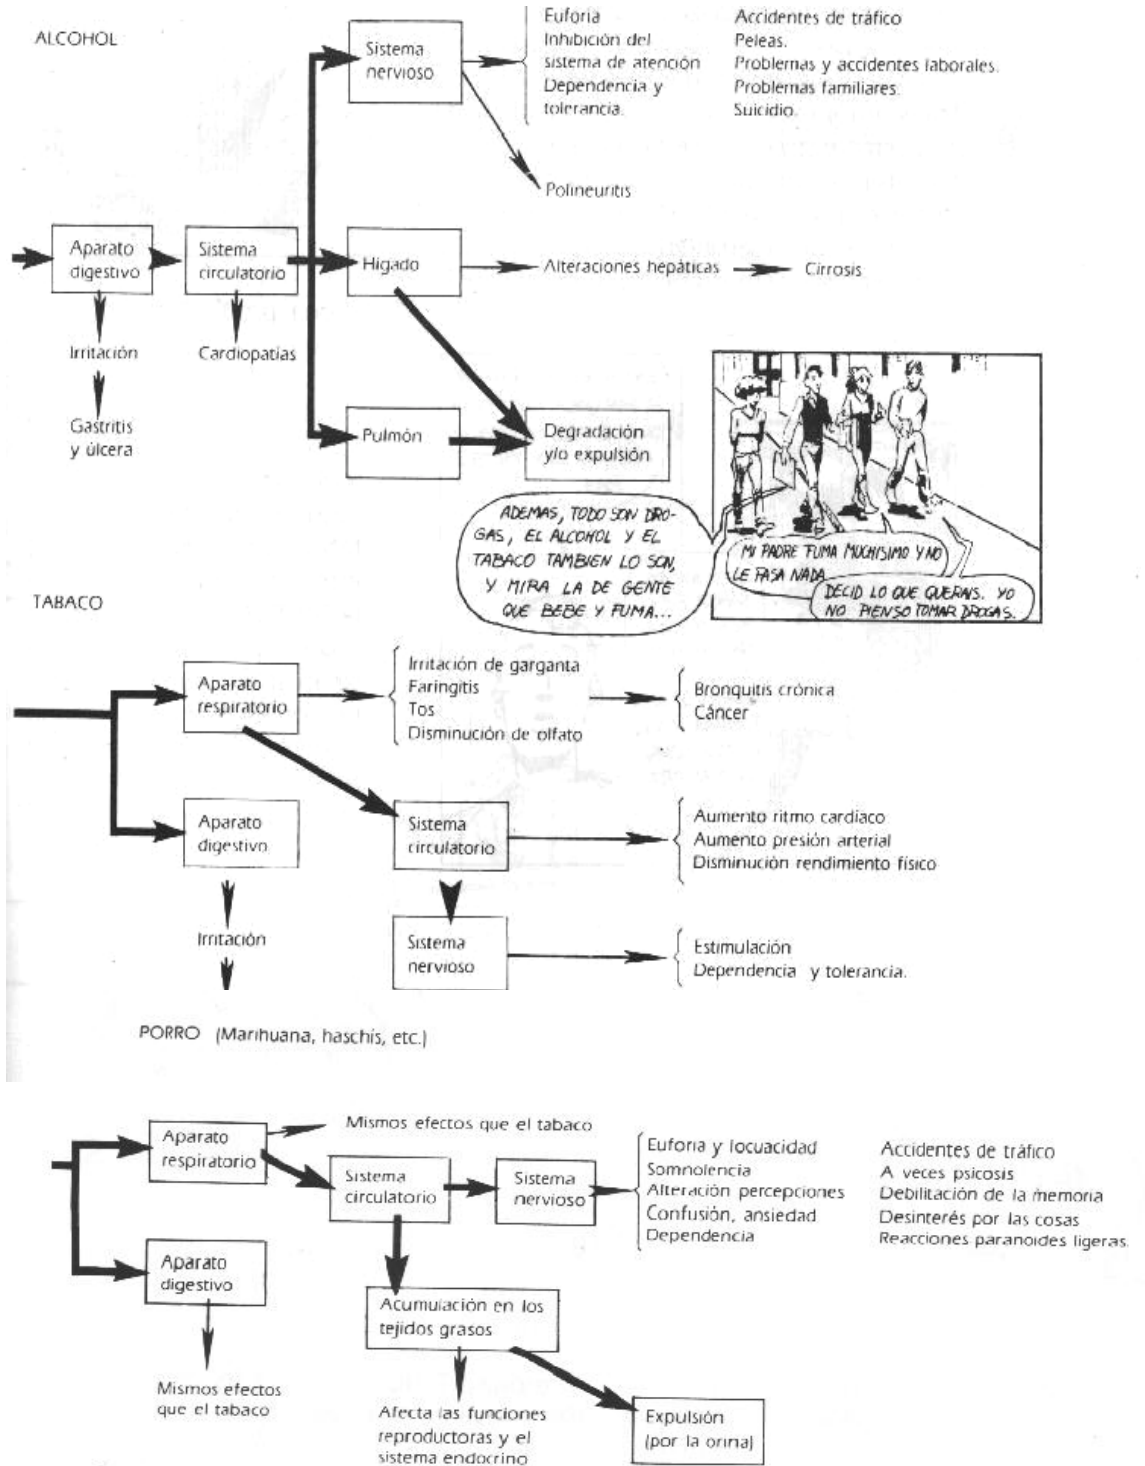 ALCOHOL
Sistema
nervioso
Euforia
Inhibición del
sistema de atención
Dependencia y
tolerancia.
Accidentes de tráfico
Peleas.
Problemas y accidentes laborales.
Problemas familiares.
Suicidio.
Polineuritis
Aparato
digestivo
Sistema
circulatorio
Hígado
Alteraciones hepáticas
Cirrosis
Irritación
Cardiopatías
Gastritis
y úlcera
Pulmón
Degradación
y/o expulsión
ADEMAS, TODO SON DRO-
GAS, EL ALCOHOL Y EL
TABACO TAMBIEN LO SON,
Y MIRA LA DE GENTE
QUE BEBE Y FUMA...
MI PADRE FUMA MUCHISIMO Y NO
LE PASA NADA
DECID LO QUE QUERAIS. YO
NO PIENSO TOMAR DROGAS.
TABACO
Aparato
respiratorio
Irritación de garganta
Faringitis
Tos
Disminución de olfato
Bronquitis crónica
Cáncer
Aparato
digestivo
Sistema
circulatorio
Aumento ritmo cardíaco
Aumento presión arterial
Disminución rendimiento físico
Irritación
Sistema
nervioso
Estimulación
Dependencia y tolerancia.
PORRO (Marihuana, haschís, etc.)
Aparato
respiratorio
Mismos efectos que el tabaco
Sistema
circulatorio
Sistema
nervioso
Euforia y locuacidad
Somnolencia
Alteración percepciones
Confusión, ansiedad
Dependencia
Accidentes de tráfico
A veces psicosis
Debilitación de la memoria
Desinterés por las cosas
Reacciones paranoides ligeras.
Aparato
digestivo
Acumulación en los
tejidos grasos
Mismos efectos
que el tabaco
Afecta las funciones
reproductoras y el
sistema endocrino
Expulsión
(por la orina)